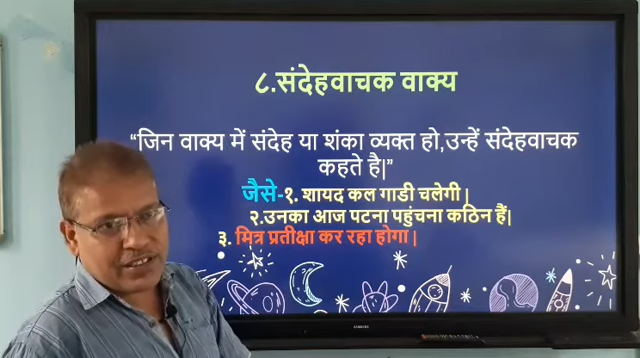 ८.संदेहवाचक वाक्य
“जिन वाक्य में संदेह या शंका व्यक्त हो,उन्हें संदेहवाचक
कहते है|”
जैसे-१. शायद कल गाडी चलेगी |
२.उनका आज पटना पहुंचना कठिन हैं|
३. मित्र प्रतीक्षा कर रहा होगा |
SAMSUNG